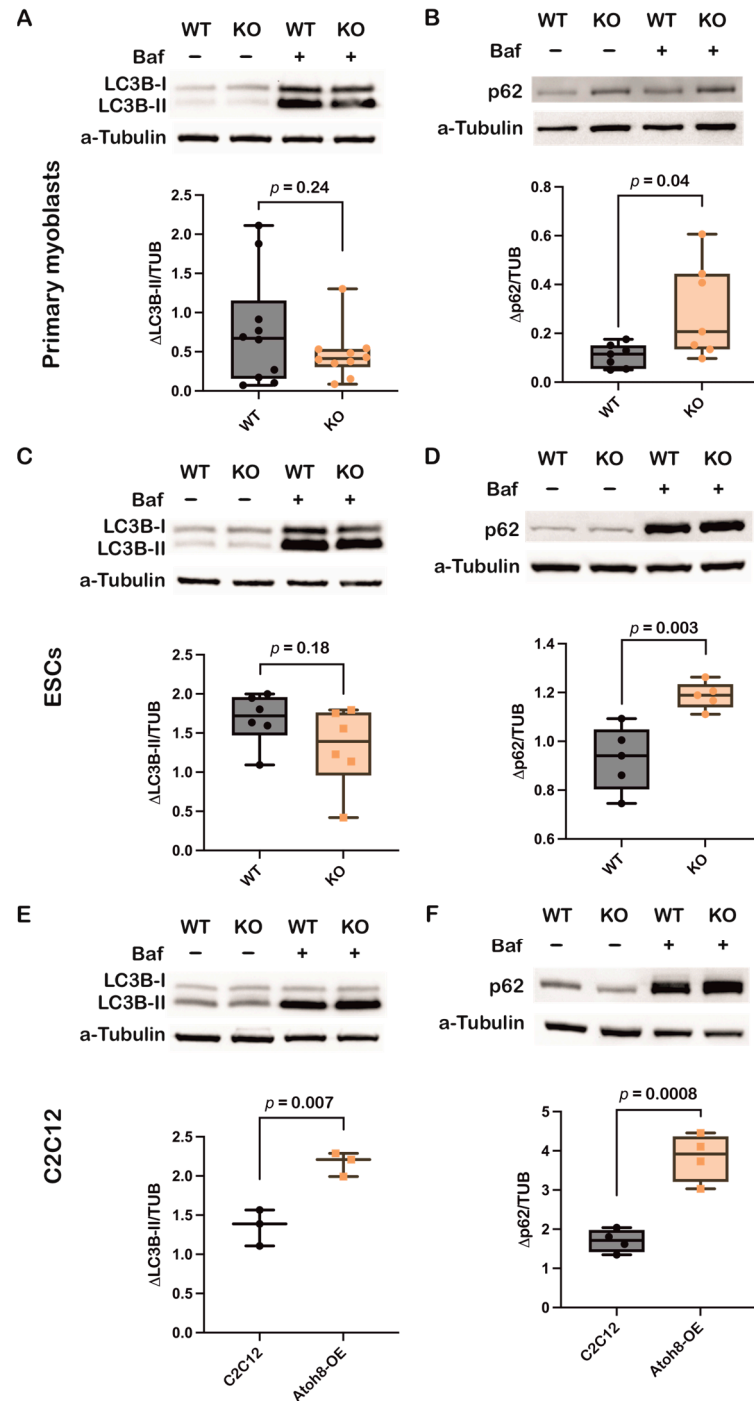 A
WT KO WT KO
Baf – – + +
LC3B-I
LC3B-II
a-Tubulin
Primary myoblasts
p = 0.24
ΔLC3B-II/TUB
2.5
2.0
1.5
1.0
0.5
0.0
WT
KO
B
WT KO WT KO
Baf – – + +
p62
a-Tubulin
p = 0.04
Δp62/TUB
0.8
0.6
0.4
0.2
0.0
WT
KO
C
WT KO WT KO
Baf – – + +
LC3B-I
LC3B-II
a-Tubulin
ESCs
p = 0.18
ΔLC3B-II/TUB
2.5
2.0
1.5
1.0
0.5
0.0
WT
KO
D
WT KO WT KO
Baf – – + +
p62
a-Tubulin
p = 0.003
Δp62/TUB
1.4
1.2
1.0
0.8
0.6
WT
KO
E
WT KO WT KO
Baf – – + +
LC3B-I
LC3B-II
a-Tubulin
C2C12
p = 0.007
ΔLC3B-II/TUB
2.5
2.0
1.5
1.0
0.5
0.0
C2C12
Atoh8-OE
F
WT KO WT KO
Baf – – + +
p62
a-Tubulin
p = 0.0008
Δp62/TUB
5
4
3
2
1
0
C2C12
Atoh8-OE